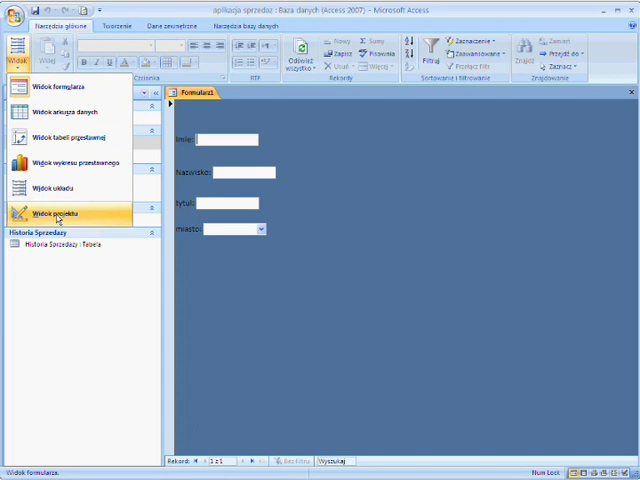 aplikacja sprzedaz : Baza danych (Access 2007) - Microsoft Access
Narzędzia główne Tworzenie Dane zewnętrzne Narzędzia bazy danych
Widok Wklej
Czcionka RTF
Odśwież wszystko
Nowy Zapisz Usuń
Sumy Pisownia Więcej
Rekordy
Filtruj
Zaznaczenie
Zaawansowane
Przełącz filtr
Sortowanie i filtrowanie
Znajdź
Zamień
Przejdź do
Zaznacz
Znajdowanie
Widok formularza
Widok arkusza danych
Widok tabeli przestawnej
Widok wykresu przestawnego
Widok układu
Widok projektu
Historia Sprzedazy
Historia Sprzedazy : Tabela
Formularz1
Imie:
Nazwisko:
tytul:
miasto:
Rekord: 1 z 1 Bez filtru Wyszukaj
Widok formularza. Num Lock